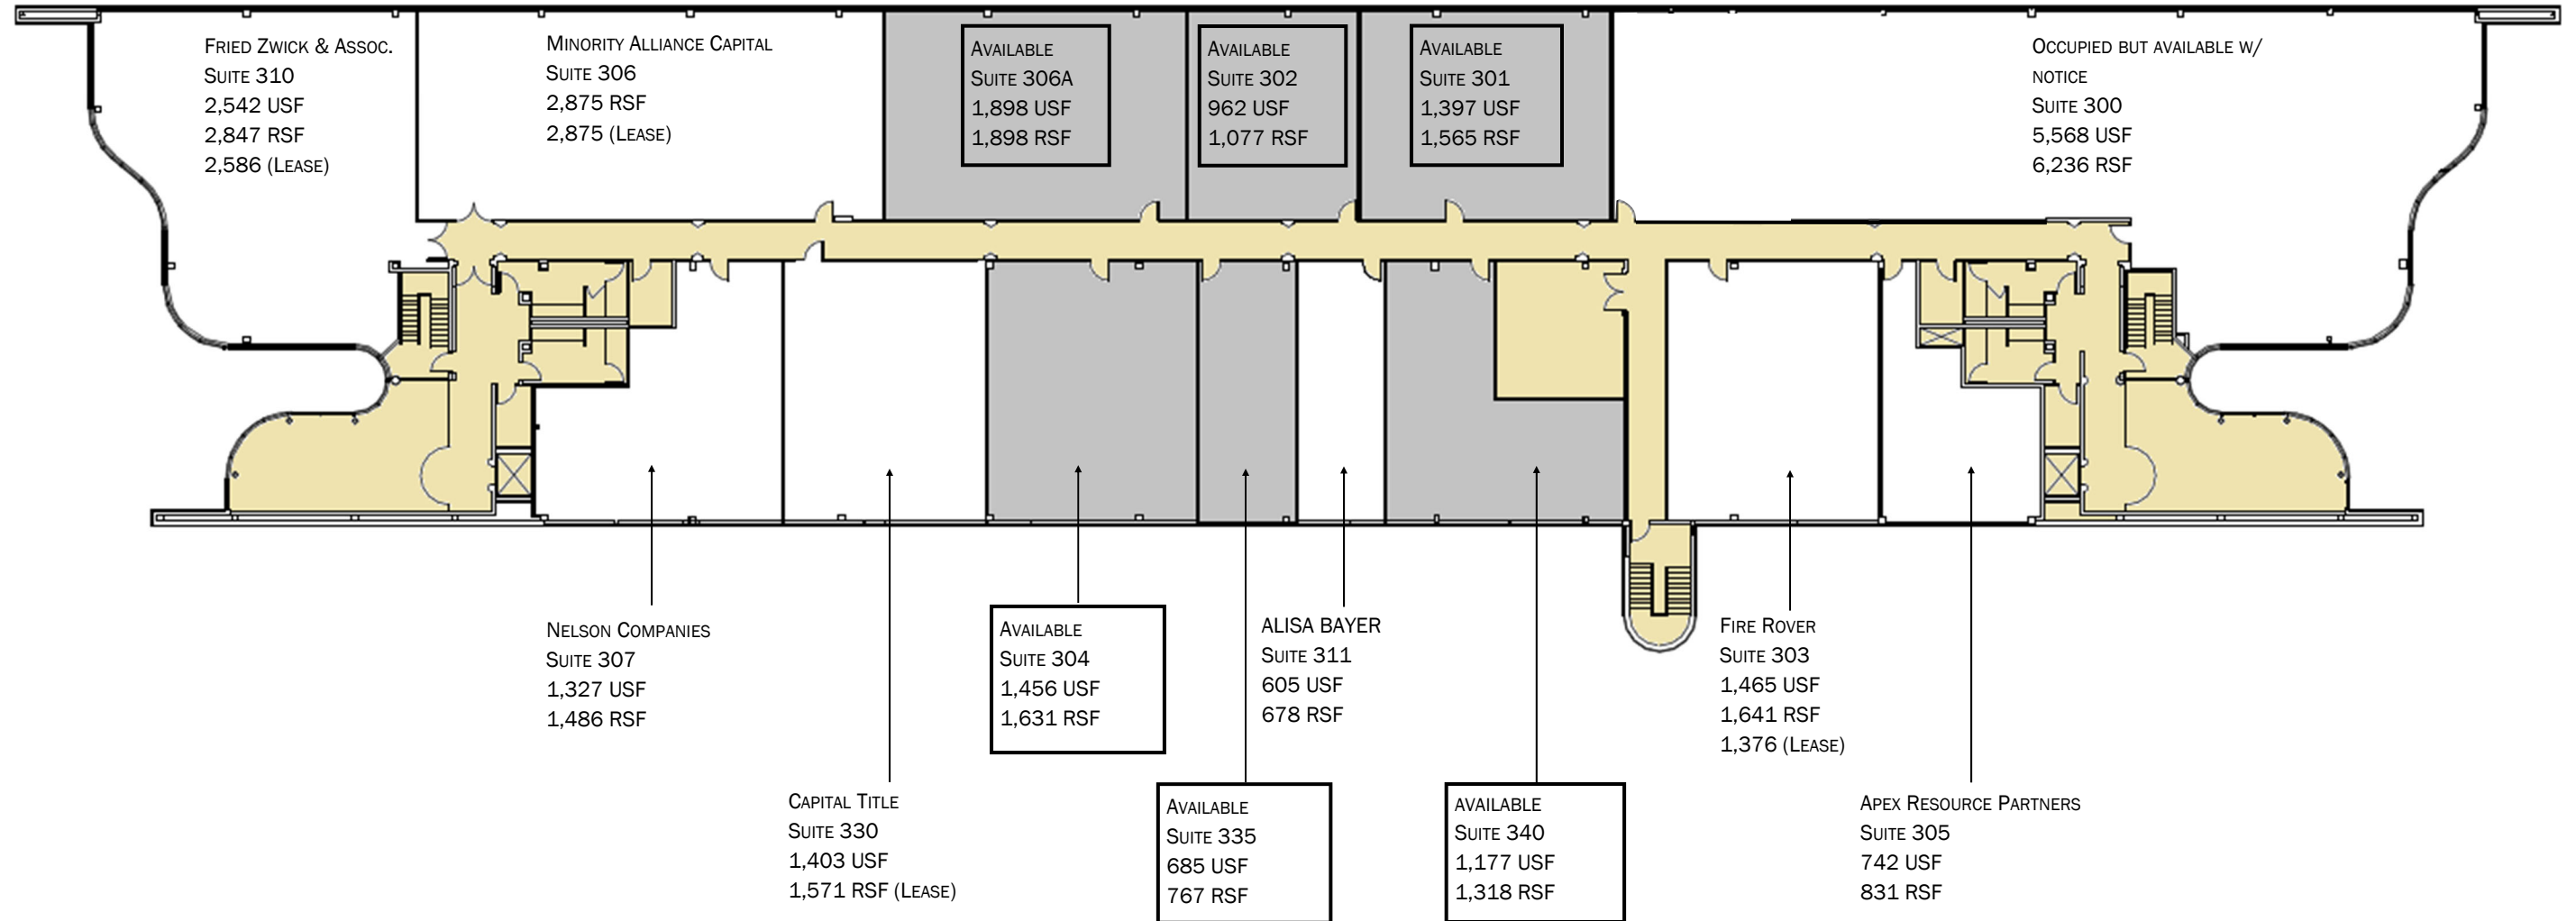 Fried Zwick & Assoc.
Suite 310
2,542 USF
2,847 RSF
2,586 (Lease)
Minority Alliance Capital
Suite 306
2,875 RSF
2,875 (Lease)
Available
Suite 306A
1,898 USF
1,898 RSF
Available
Suite 302
962 USF
1,077 RSF
Available
Suite 301
1,397 USF
1,565 RSF
Occupied but available w/
notice
Suite 300
5,568 USF
6,236 RSF
Nelson Companies
Suite 307
1,327 USF
1,486 RSF
Capital Title
Suite 330
1,403 USF
1,571 RSF (Lease)
Available
Suite 304
1,456 USF
1,631 RSF
Available
Suite 335
685 USF
767 RSF
ALISA BAYER
Suite 311
605 USF
678 RSF
available
Suite 340
1,177 USF
1,318 RSF
Fire Rover
Suite 303
1,465 USF
1,641 RSF
1,376 (Lease)
Apex Resource Partners
Suite 305
742 USF
831 RSF